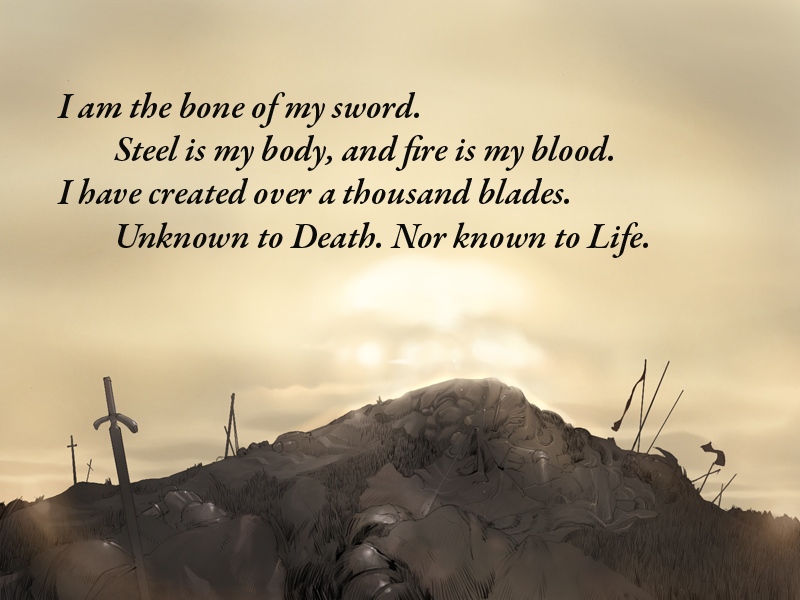 I am the bone of my sword.
Steel is my body, and fire is my blood.
I have created over a thousand blades.
Unknown to Death. Nor known to Life.